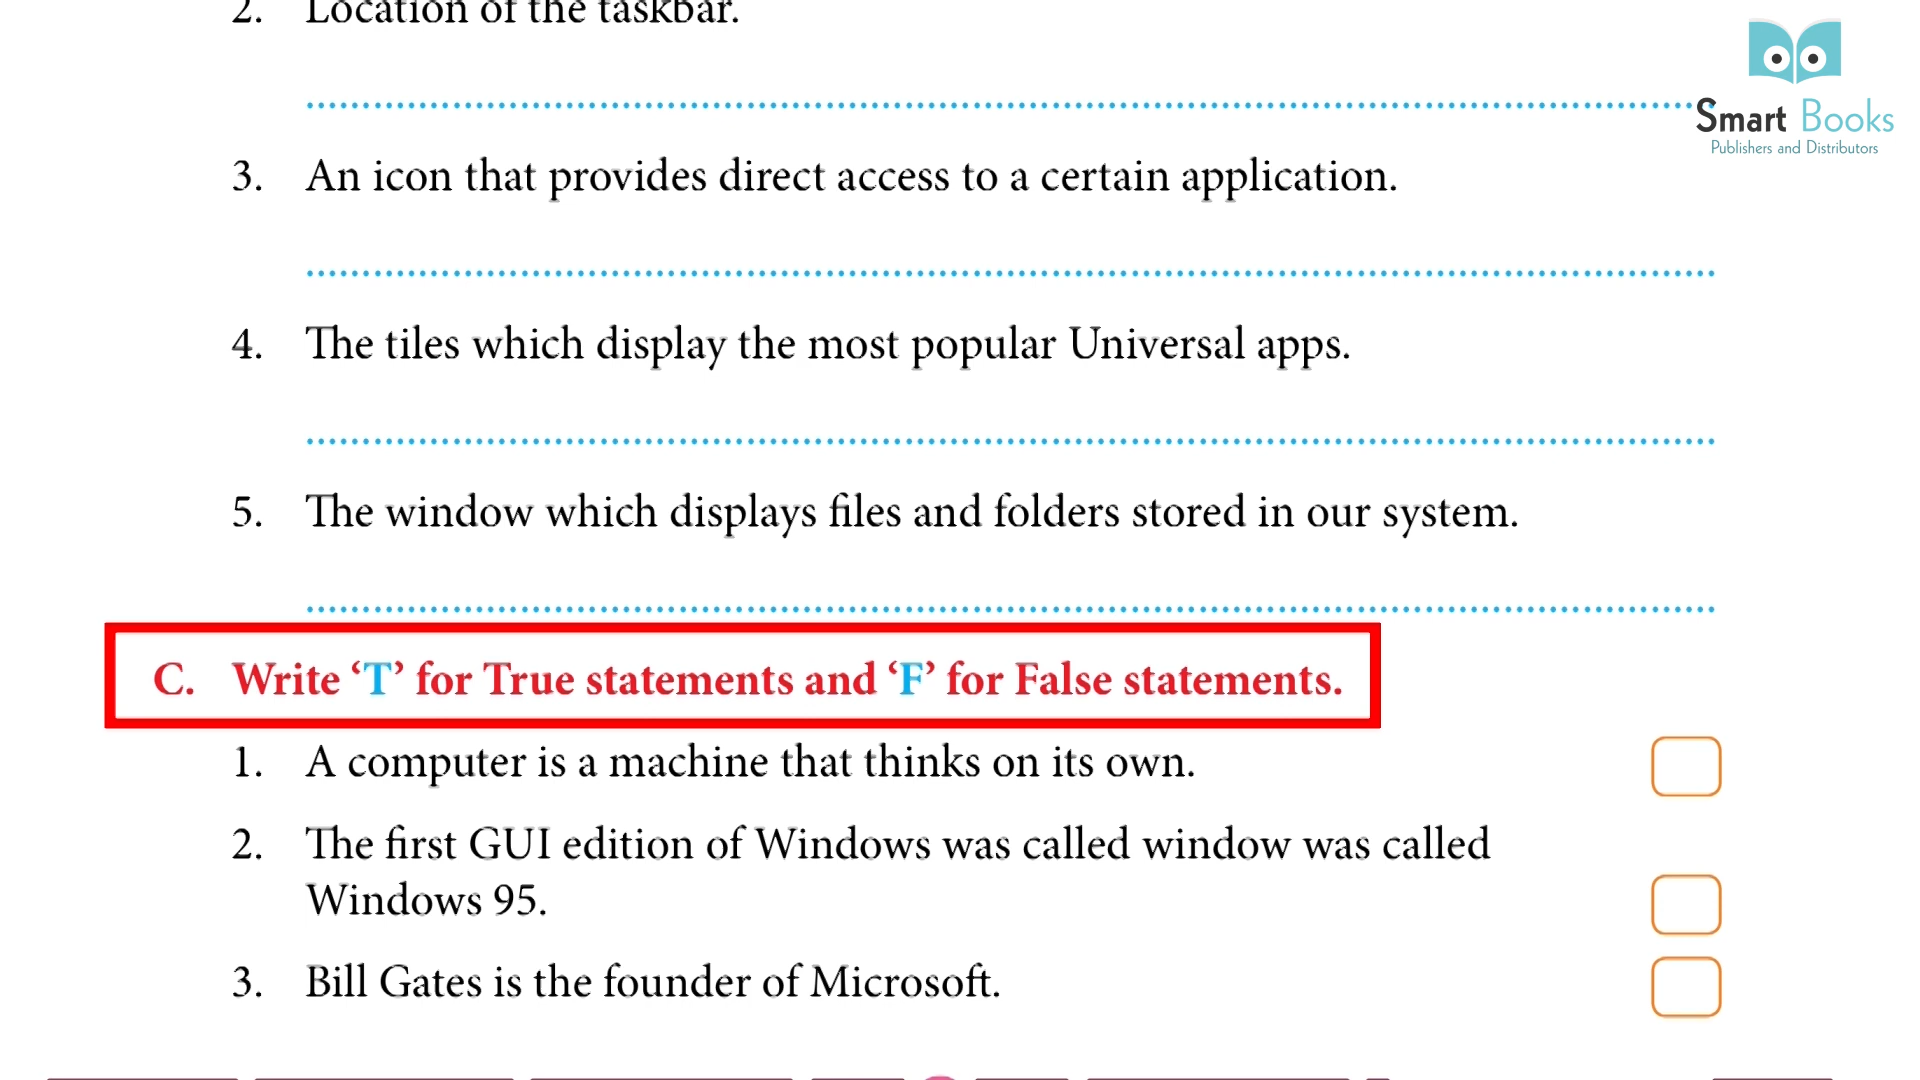 2. Location of the taskbar.
Smart Books
Publishers and Distributors
3. An icon that provides direct access to a certain application.
4. The tiles which display the most popular Universal apps.
5. The window which displays files and folders stored in our system.
C. Write ‘T’ for True statements and ‘F’ for False statements.
1. A computer is a machine that thinks on its own.
2. The first GUI edition of Windows was called window was called
Windows 95.
3. Bill Gates is the founder of Microsoft.